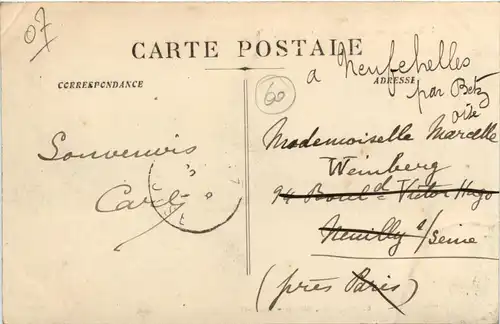 07
CARTE POSTALE
CORRESPONDANCE
ADRESSE
60
à Neufchelles
par Betz
Oise
Souvenirs
Carl
Mademoiselle Marcelle
Weinberg
94 Boulᵈ Victor Hugo
Neuilly s/Seine
(près Paris)